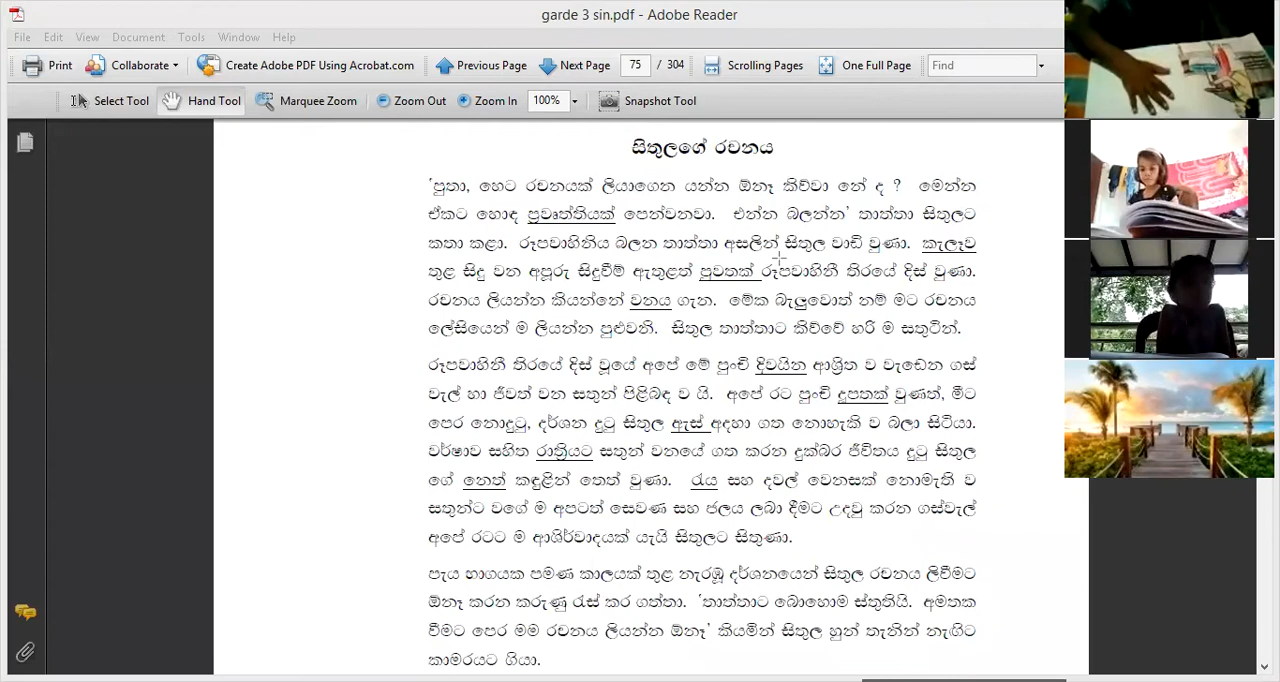 garde 3 sin.pdf - Adobe Reader
File Edit View Document Tools Window Help
Print Collaborate Create Adobe PDF Using Acrobat.com Previous Page Next Page 75 / 304 Scrolling Pages One Full Page Find
Select Tool Hand Tool Marquee Zoom Zoom Out Zoom In 100% Snapshot Tool
සිතුලගේ රචනය
‘පුතා, හෙට රචනයක් ලියාගෙන යන්න ඕනෑ කිව්වා නේ ද ? මෙන්න
ඒකට හොඳ ප්‍රවෘත්තියක් පෙන්වනවා. එන්න බලන්න’ තාත්තා සිතුලට
කතා කළා. රූපවාහිනිය බලන තාත්තා අසලින් සිතුල වාඩි වුණා. කැලෑව
තුළ සිදු වන අපූරු සිදුවීම් ඇතුළත් පුවතක් රූපවාහිනී තිරයේ දිස් වුණා.
රචනය ලියන්න කියන්නේ වනය ගැන. මේක බැලුවොත් නම් මට රචනය
ලේසියෙන් ම ලියන්න පුළුවනි. සිතුල තාත්තාට කිව්වේ හරි ම සතුටින්.
රූපවාහිනී තිරයේ දිස් වූයේ අපේ මේ පුංචි දිවයින ආශ්‍රිත ව වැඩෙන ගස්
වැල් හා ජීවත් වන සතුන් පිළිබඳ ව යි. අපේ රට පුංචි දූපතක් වුණත්, මීට
පෙර නොදුටු, දර්ශන දුටු සිතුල ඇස් අදහා ගත නොහැකි ව බලා සිටියා.
වර්ෂාව සහිත රාත්‍රියට සතුන් වනයේ ගත කරන දුක්බර ජීවිතය දුටු සිතුල
ගේ නෙත් කඳුළින් තෙත් වුණා. රැය සහ දවල් වෙනසක් නොමැති ව
සතුන්ට වගේ ම අපටත් සෙවණ සහ ජලය ලබා දීමට උදවු කරන ගස්වැල්
අපේ රටට ම ආශිර්වාදයක් යැයි සිතුලට සිතුණා.
පැය භාගයක පමණ කාලයක් තුළ නැරඹූ දර්ශනයෙන් සිතුල රචනය ලිවීමට
ඕනෑ කරන කරුණු රැස් කර ගත්තා. ‘තාත්තාට බොහොම ස්තුතියි. අමතක
වීමට පෙර මම රචනය ලියන්න ඕනෑ’ කියමින් සිතුල හුන් තැනින් නැඟිට
කාමරයට ගියා.